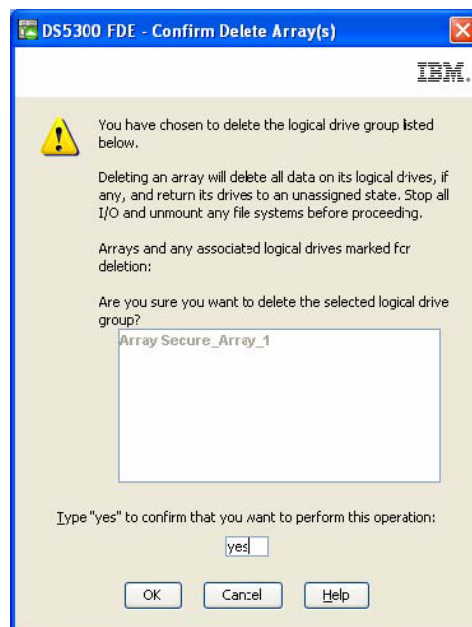 DS5300 FDE - Confirm Delete Array(s)
IBM.
You have chosen to delete the logical drive group listed
below.
Deleting an array will delete all data on its logical drives, if
any, and return its drives to an unassigned state. Stop all
I/O and unmount any file systems before proceeding.
Arrays and any associated logical drives marked for
deletion:
Are you sure you want to delete the selected logical drive
group?
Array Secure_Array_1
Type "yes" to confirm that you want to perform this operation:
yes
OK Cancel Help